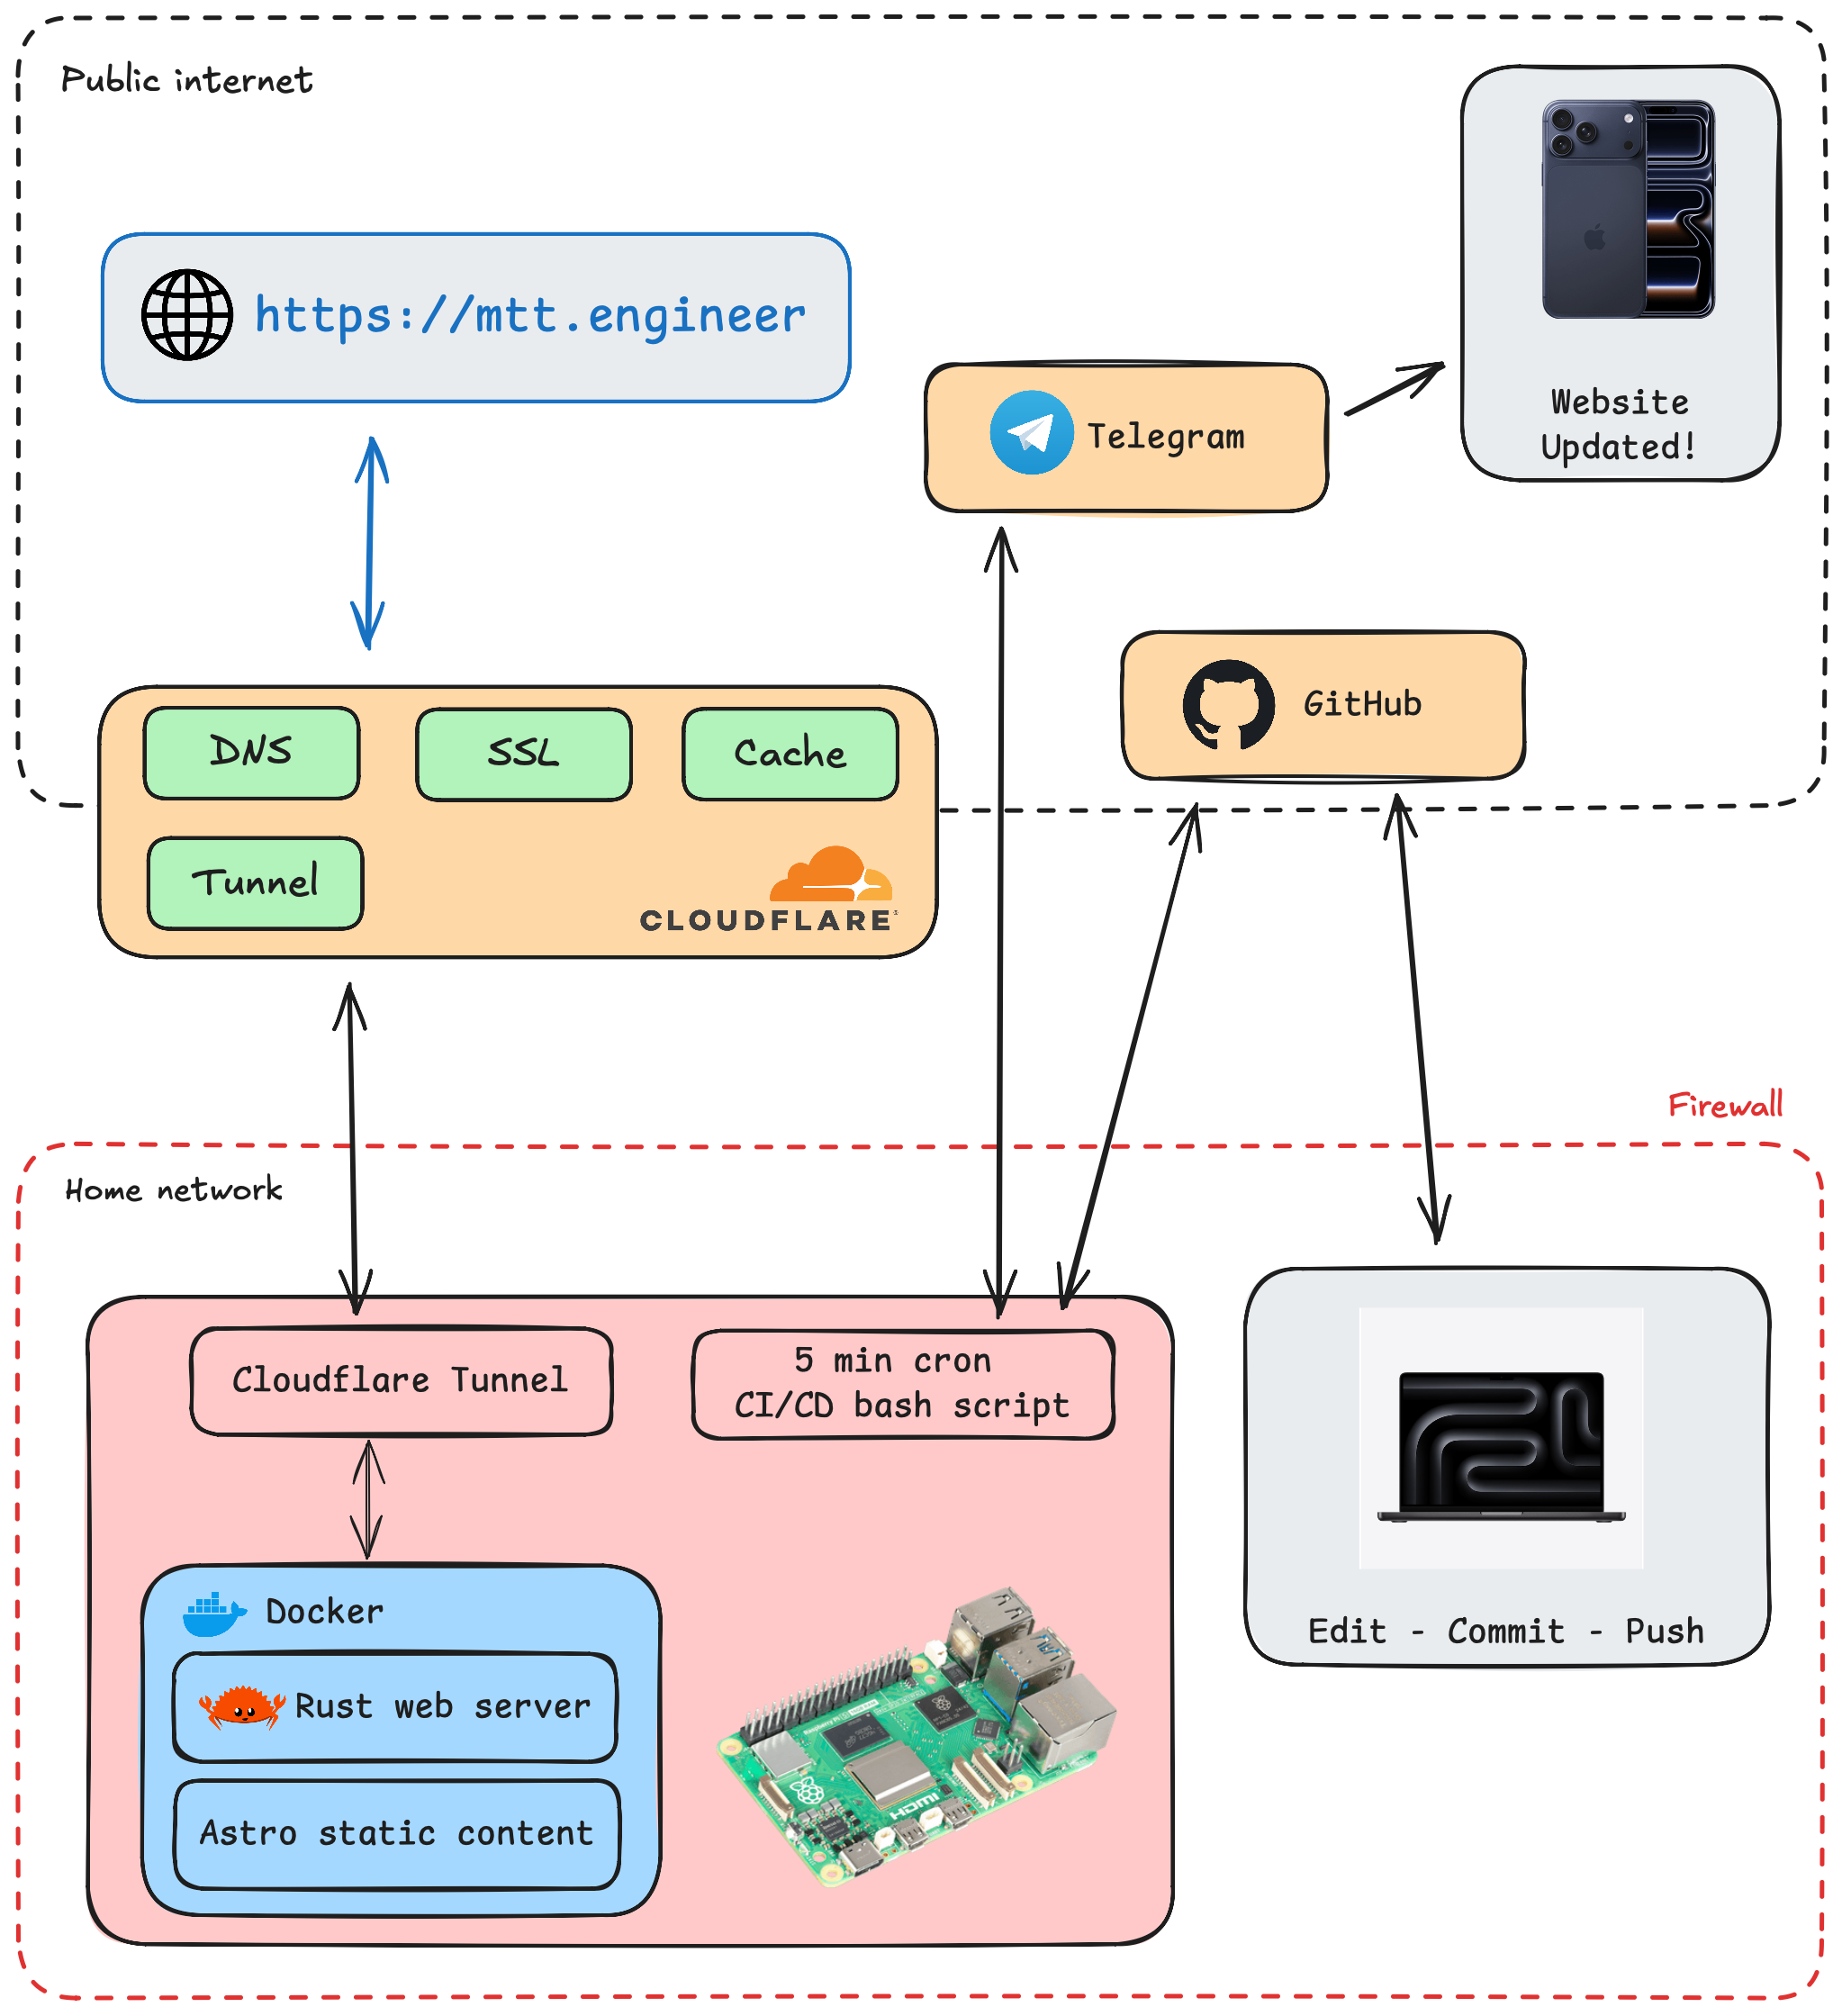 Public internet
https://mtt.engineer
Telegram
Website
Updated!
GitHub
DNS
SSL
Cache
Tunnel
CLOUDFLARE
Firewall
Home network
Cloudflare Tunnel
5 min cron
CI/CD bash script
Docker
Rust web server
Astro static content
HDMI
Edit - Commit - Push